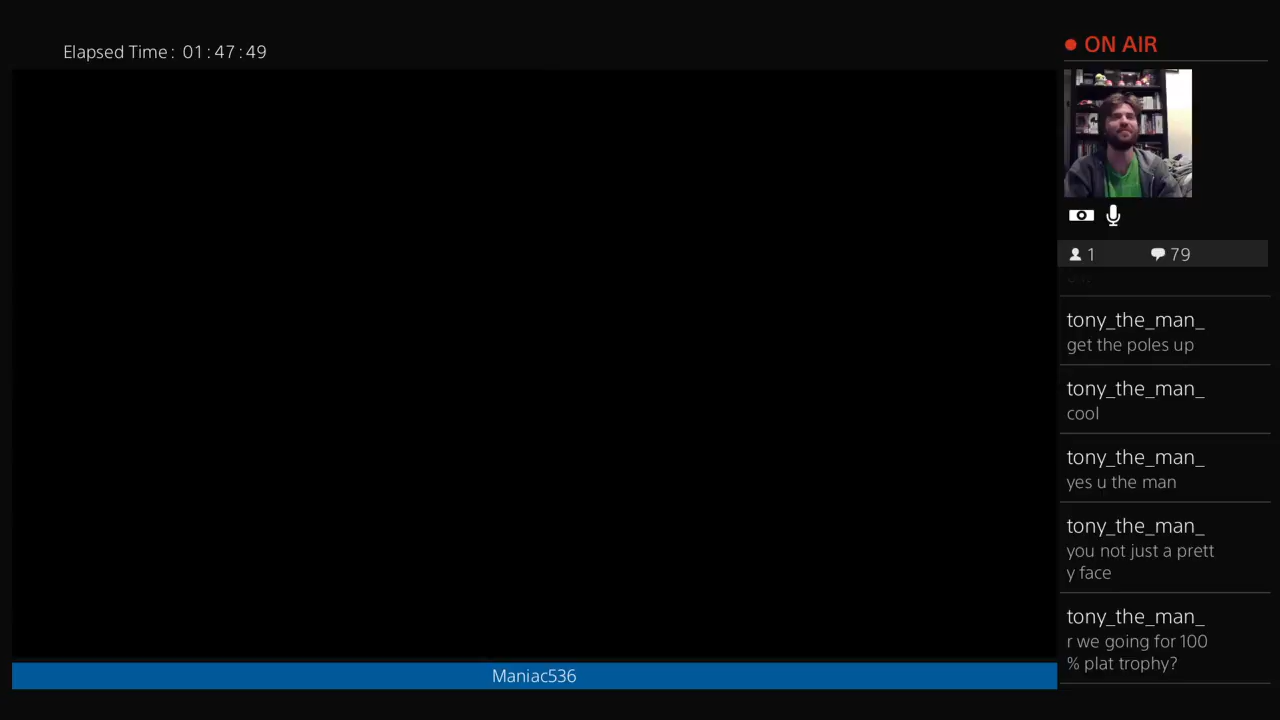 Elapsed Time: 01:47:49
ON AIR
1 79
tony_the_man_
get the poles up
tony_the_man_
cool
tony_the_man_
yes u the man
tony_the_man_
you not just a prett
y face
tony_the_man_
r we going for 100
% plat trophy?
Maniac536